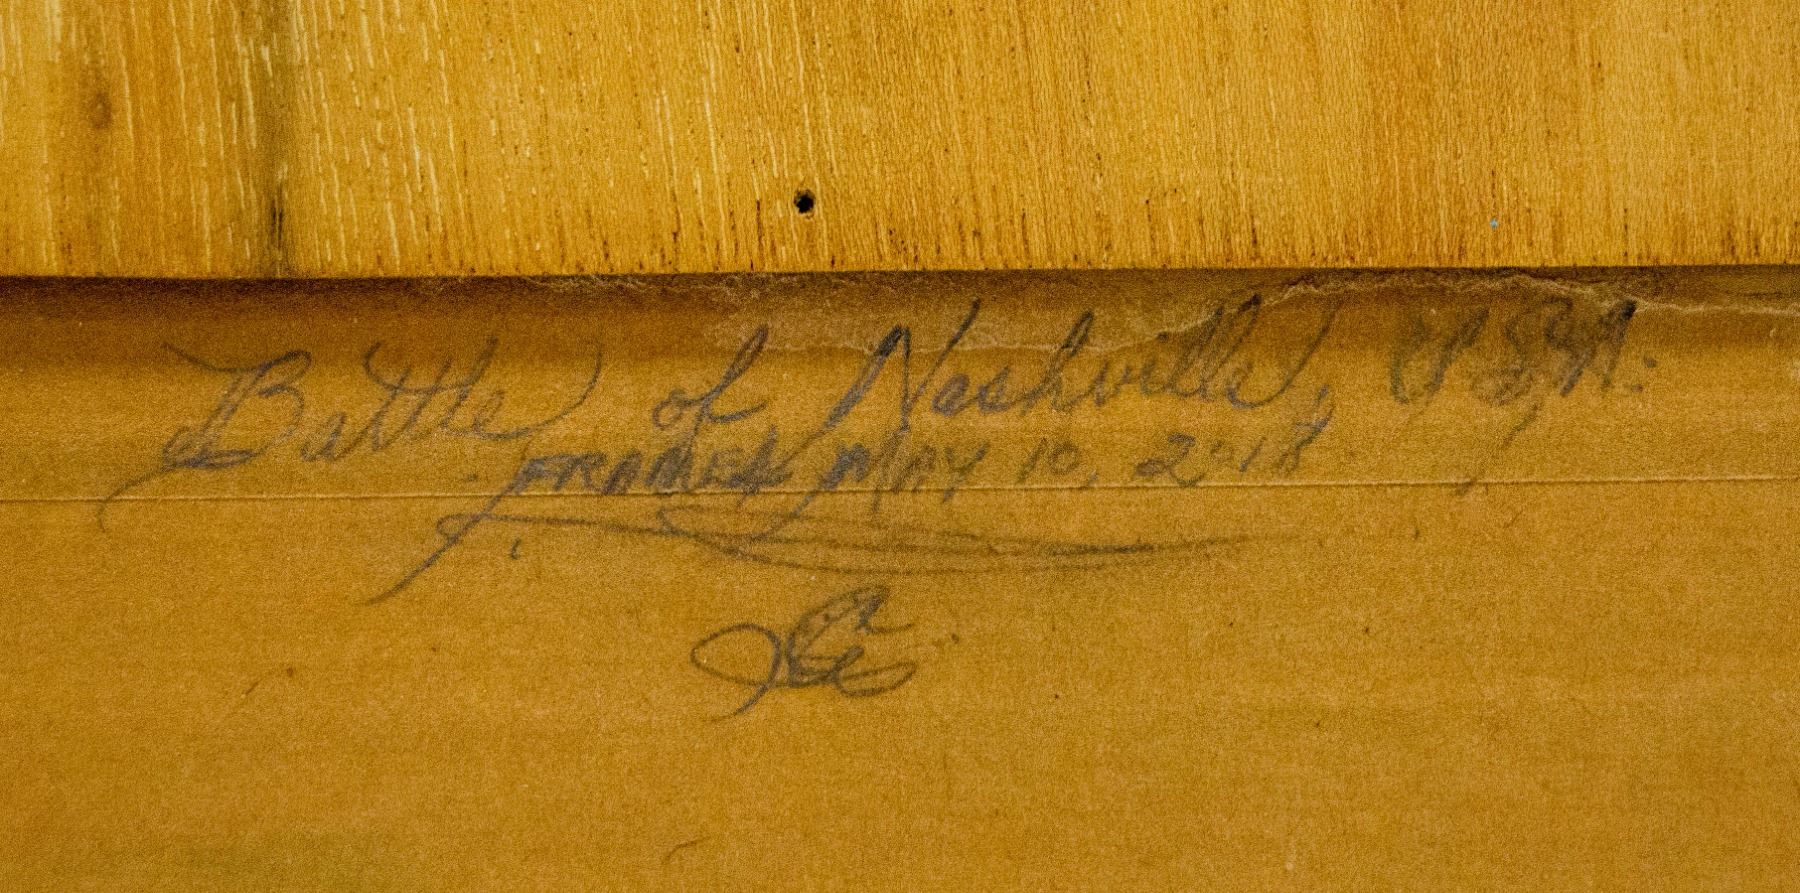 Battle of Nashville,
FRAMED MAY 10, 2018